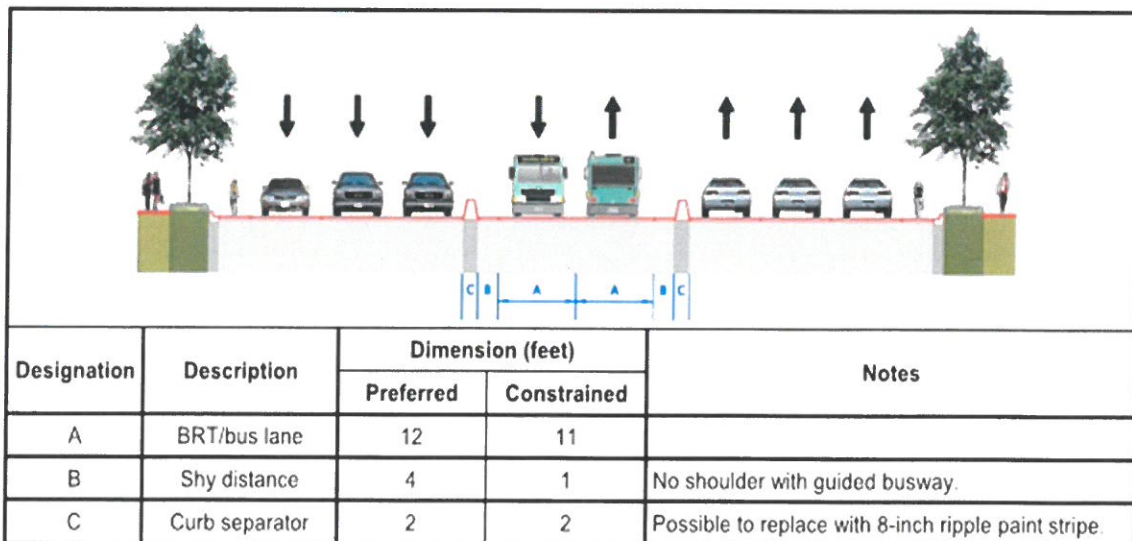 C B A A B C
Designation Description Dimension (feet) Notes
Preferred Constrained
A BRT/bus lane 12 11
B Shy distance 4 1 No shoulder with guided busway.
C Curb separator 2 2 Possible to replace with 8-inch ripple paint stripe.